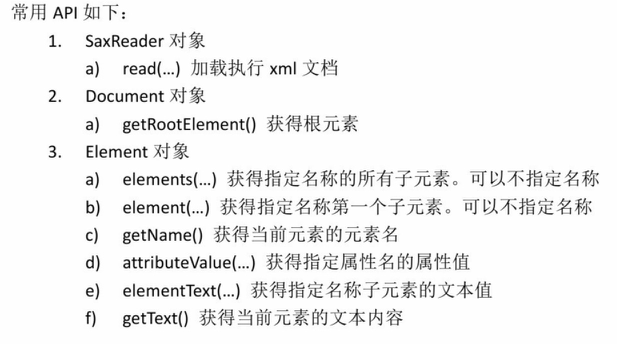 常用 API 如下：
1. SaxReader 对象
a) read(…) 加载执行 xml 文档
2. Document 对象
a) getRootElement() 获得根元素
3. Element 对象
a) elements(…) 获得指定名称的所有子元素。可以不指定名称
b) element(…) 获得指定名称第一个子元素。可以不指定名称
c) getName() 获得当前元素的元素名
d) attributeValue(…) 获得指定属性名的属性值
e) elementText(…) 获得指定名称子元素的文本值
f) getText() 获得当前元素的文本内容